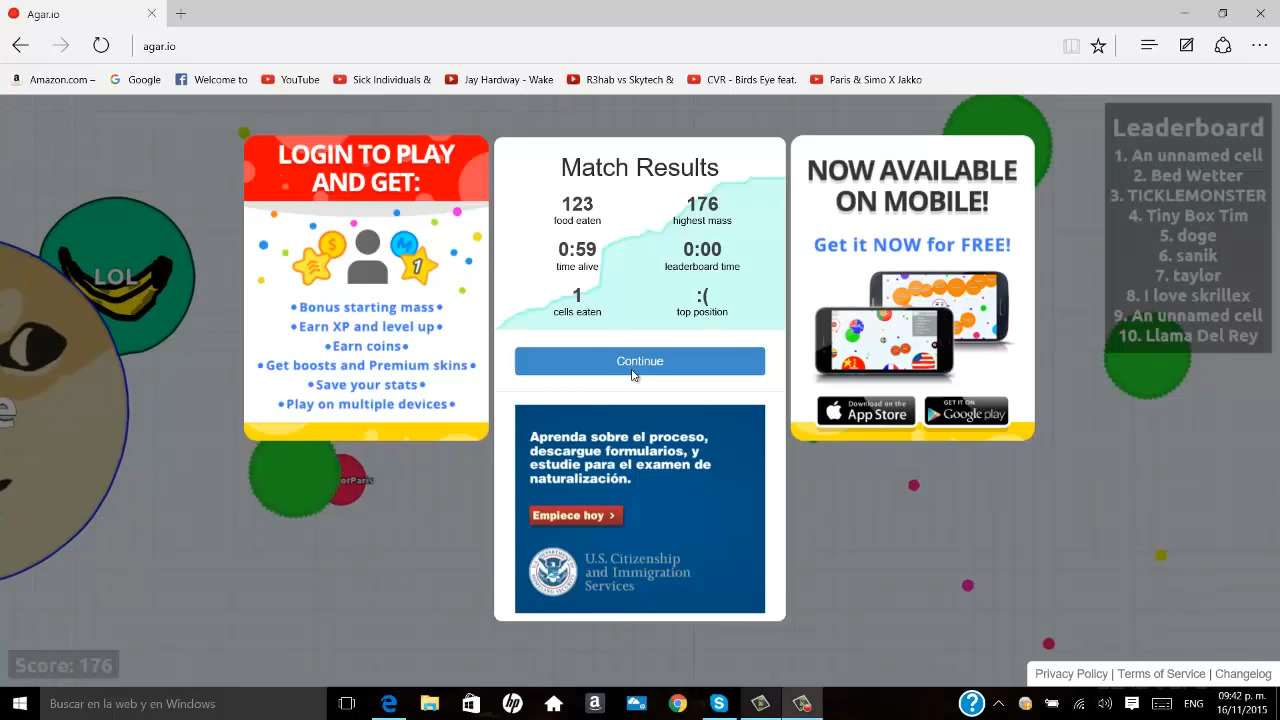 Agar.io
agar.io
Amazon.com –
Google
Welcome to
YouTube
Sick Individuals &
Jay Hardway - Wake
R3hab vs Skytech &
CVR - Birds Eye feat.
Paris & Simo X Jakko
LOGIN TO PLAY
AND GET:
$
1
•Bonus starting mass•
•Earn XP and level up•
•Earn coins•
•Get boosts and Premium skins•
•Save your stats•
•Play on multiple devices•
Match Results
123
food eaten
176
highest mass
0:59
time alive
0:00
leaderboard time
1
cells eaten
:(
top position
Continue
Aprenda sobre el proceso,
descargue formularios, y
estudie para el examen de
naturalización.
Empiece hoy >
U.S. Citizenship
and Immigration
Services
NOW AVAILABLE
ON MOBILE!
Get it NOW for FREE!
Download on the
App Store
GET IT ON
Google play
Leaderboard
1. An unnamed cell
2. Bed Wetter
3. TICKLEMONSTER
4. Tiny Box Tim
5. doge
6. sanik
7. taylor
8. I love skrillex
9. An unnamed cell
10. Llama Del Rey
LOL
Score: 176
Privacy Policy | Terms of Service | Changelog
Buscar en la web y en Windows
ENG
09:42 p. m.
16/11/2015